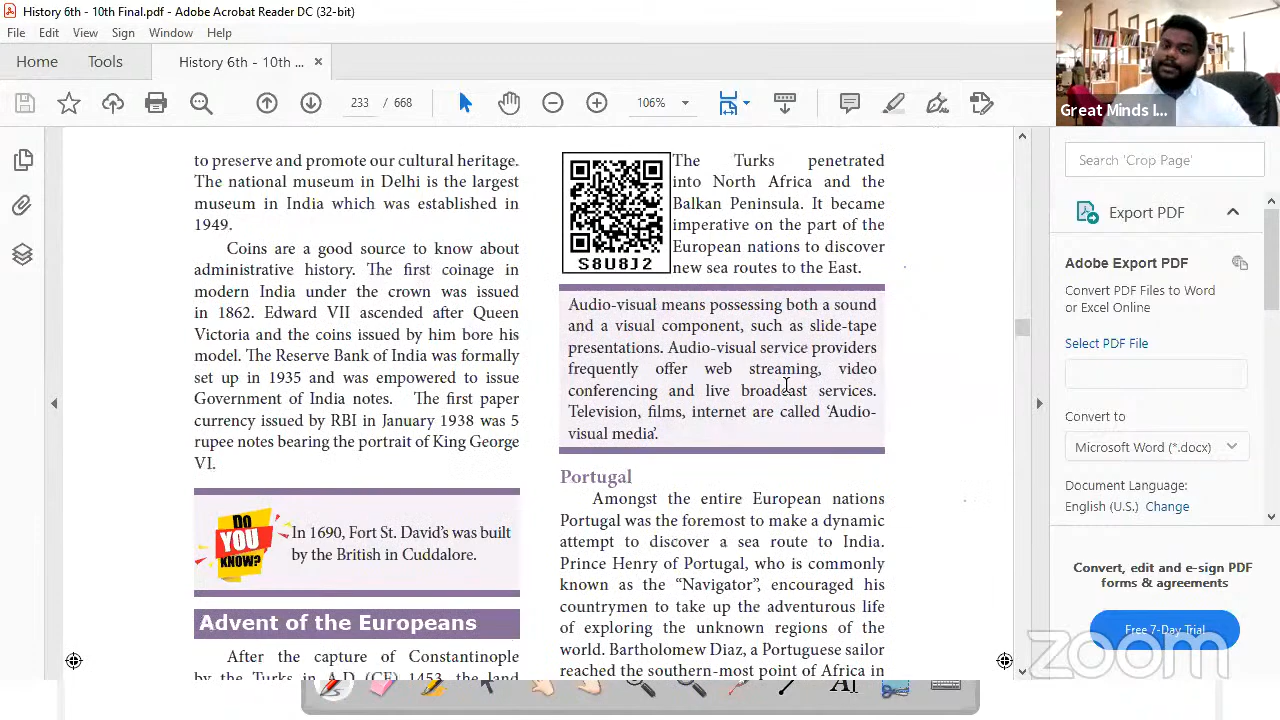 History 6th - 10th Final.pdf - Adobe Acrobat Reader DC (32-bit)
File Edit View Sign Window Help
Home Tools History 6th - 10th ... ×
233 / 668 106%
Great Minds I...
to preserve and promote our cultural heritage.
The national museum in Delhi is the largest
museum in India which was established in
1949.
Coins are a good source to know about
administrative history. The first coinage in
modern India under the crown was issued
in 1862. Edward VII ascended after Queen
Victoria and the coins issued by him bore his
model. The Reserve Bank of India was formally
set up in 1935 and was empowered to issue
Government of India notes. The first paper
currency issued by RBI in January 1938 was 5
rupee notes bearing the portrait of King George
VI.
DO
YOU
KNOW?
In 1690, Fort St. David's was built
by the British in Cuddalore.
Advent of the Europeans
After the capture of Constantinople
by the Turks in A.D (CE) 1453, the land
S8U8J2
The Turks penetrated
into North Africa and the
Balkan Peninsula. It became
imperative on the part of the
European nations to discover
new sea routes to the East.
Audio-visual means possessing both a sound
and a visual component, such as slide-tape
presentations. Audio-visual service providers
frequently offer web streaming, video
conferencing and live broadcast services.
Television, films, internet are called ‘Audio-
visual media’.
Portugal
Amongst the entire European nations
Portugal was the foremost to make a dynamic
attempt to discover a sea route to India.
Prince Henry of Portugal, who is commonly
known as the “Navigator”, encouraged his
countrymen to take up the adventurous life
of exploring the unknown regions of the
world. Bartholomew Diaz, a Portuguese sailor
reached the southern-most point of Africa in
Search 'Crop Page'
Export PDF
Adobe Export PDF
Convert PDF Files to Word
or Excel Online
Select PDF File
Convert to
Microsoft Word (*.docx)
Document Language:
English (U.S.) Change
Convert, edit and e-sign PDF
forms & agreements
Free 7-Day Trial
zoom